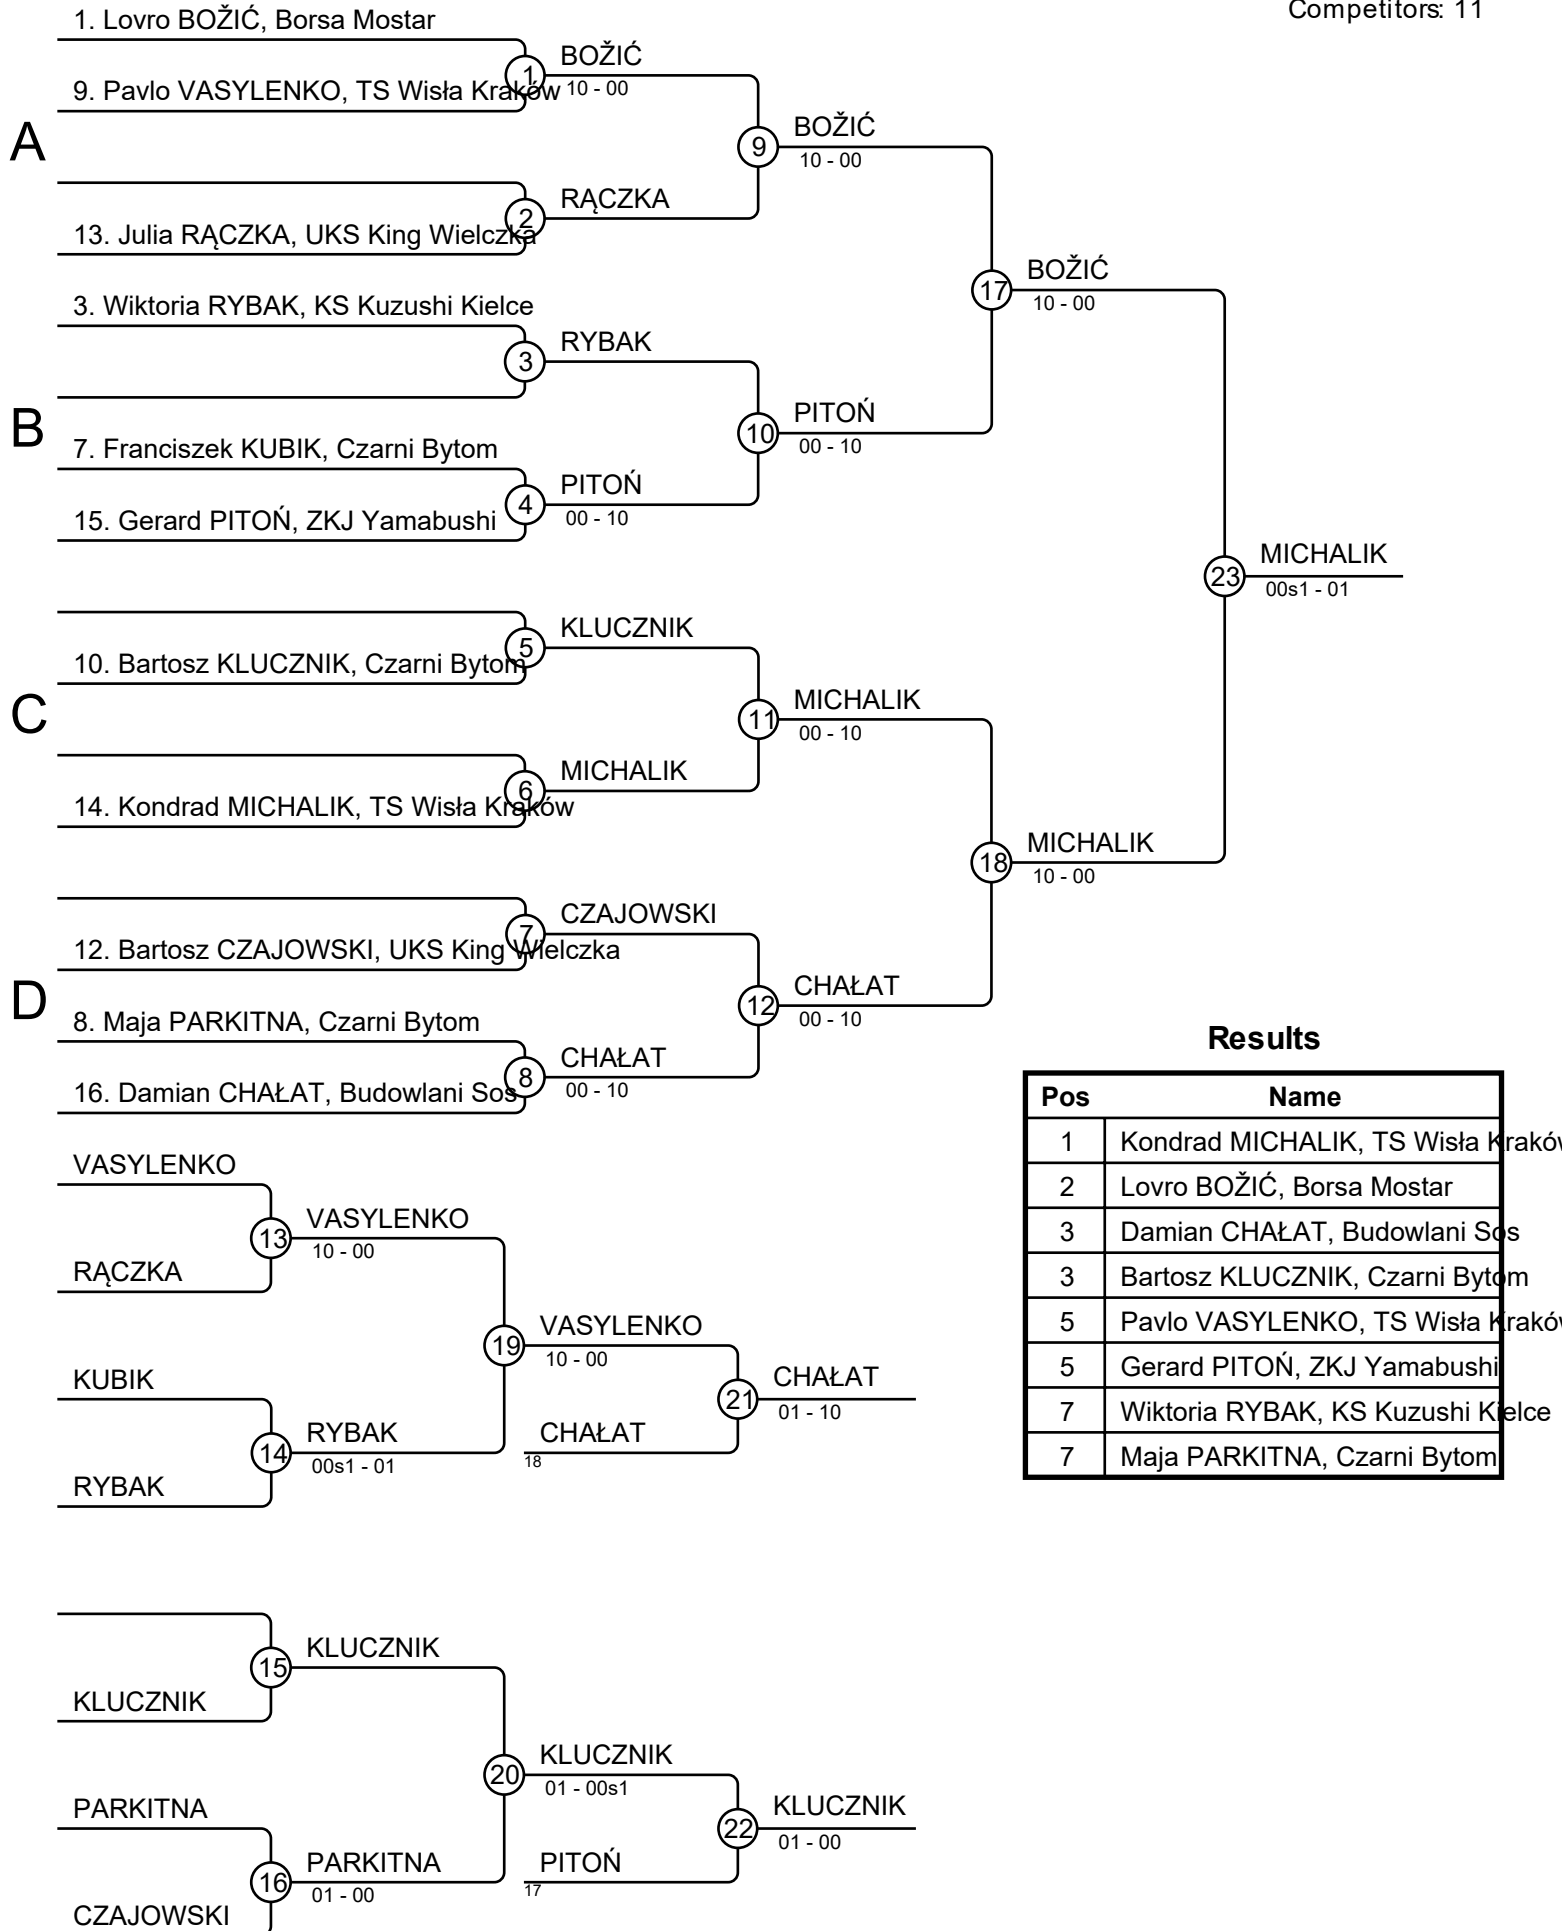 Competitors: 11
1. Lovro BOŽIĆ, Borsa Mostar
1
BOŽIĆ
10 - 00
9. Pavlo VASYLENKO, TS Wisła Kraków
A
9
BOŽIĆ
10 - 00
2
RĄCZKA
13. Julia RĄCZKA, UKS King Wielczka
17
BOŽIĆ
10 - 00
3. Wiktoria RYBAK, KS Kuzushi Kielce
3
RYBAK
B
10
PITOŃ
00 - 10
7. Franciszek KUBIK, Czarni Bytom
4
PITOŃ
00 - 10
15. Gerard PITOŃ, ZKJ Yamabushi
23
MICHALIK
00s1 - 01
5
KLUCZNIK
10. Bartosz KLUCZNIK, Czarni Bytom
C
11
MICHALIK
00 - 10
6
MICHALIK
14. Kondrad MICHALIK, TS Wisła Kraków
18
MICHALIK
10 - 00
7
CZAJOWSKI
12. Bartosz CZAJOWSKI, UKS King Wielczka
D
12
CHAŁAT
00 - 10
8. Maja PARKITNA, Czarni Bytom
8
CHAŁAT
00 - 10
16. Damian CHAŁAT, Budowlani Sos
VASYLENKO
13
VASYLENKO
10 - 00
RĄCZKA
19
VASYLENKO
10 - 00
KUBIK
14
RYBAK
00s1 - 01
RYBAK
CHAŁAT
18
21
CHAŁAT
01 - 10
15
KLUCZNIK
KLUCZNIK
20
KLUCZNIK
01 - 00s1
PARKITNA
16
PARKITNA
01 - 00
CZAJOWSKI
PITOŃ
17
22
KLUCZNIK
01 - 00
Results
Pos Name
1 Kondrad MICHALIK, TS Wisła Kraków
2 Lovro BOŽIĆ, Borsa Mostar
3 Damian CHAŁAT, Budowlani Sos
3 Bartosz KLUCZNIK, Czarni Bytom
5 Pavlo VASYLENKO, TS Wisła Kraków
5 Gerard PITOŃ, ZKJ Yamabushi
7 Wiktoria RYBAK, KS Kuzushi Kielce
7 Maja PARKITNA, Czarni Bytom